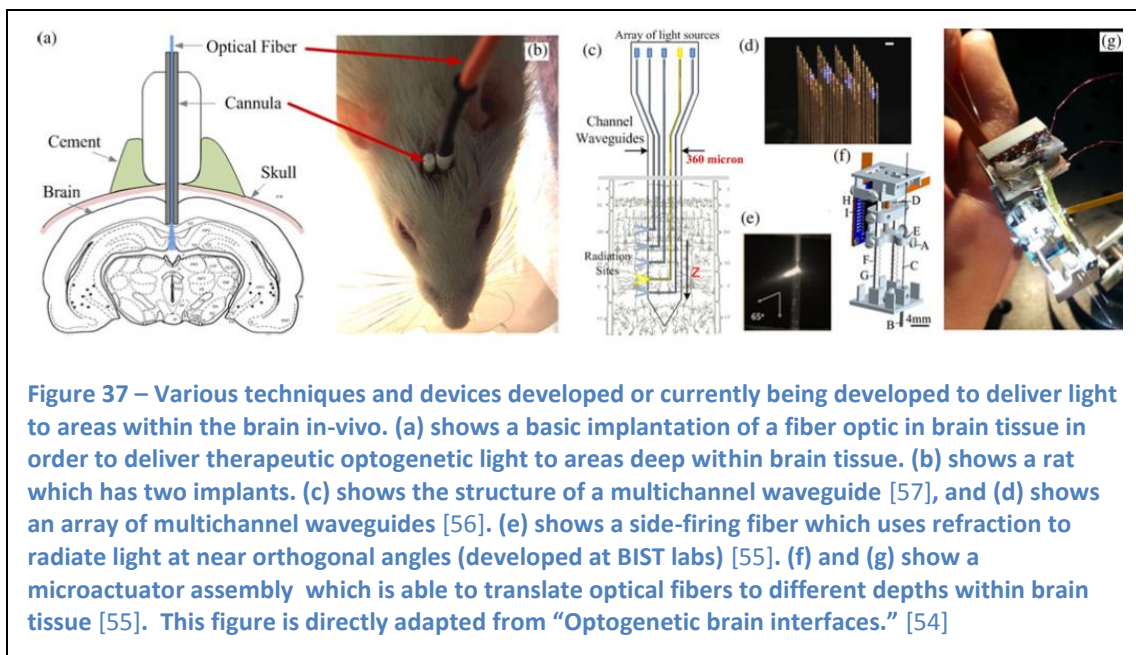 (a)
Optical Fiber
Cannula
Cement
Skull
Brain
(b)
(c)
Array of light sources
Channel
Waveguides
360 micron
Radiation
Sites
Z
(d)
(e)
65°
(f)
H
I
D
E
A
F
C
G
B
4mm
(g)
Figure 37 – Various techniques and devices developed or currently being developed to deliver light
to areas within the brain in-vivo. (a) shows a basic implantation of a fiber optic in brain tissue in
order to deliver therapeutic optogenetic light to areas deep within brain tissue. (b) shows a rat
which has two implants. (c) shows the structure of a multichannel waveguide [57], and (d) shows
an array of multichannel waveguides [56]. (e) shows a side-firing fiber which uses refraction to
radiate light at near orthogonal angles (developed at BIST labs) [55]. (f) and (g) show a
microactuator assembly which is able to translate optical fibers to different depths within brain
tissue [55]. This figure is directly adapted from “Optogenetic brain interfaces.” [54]